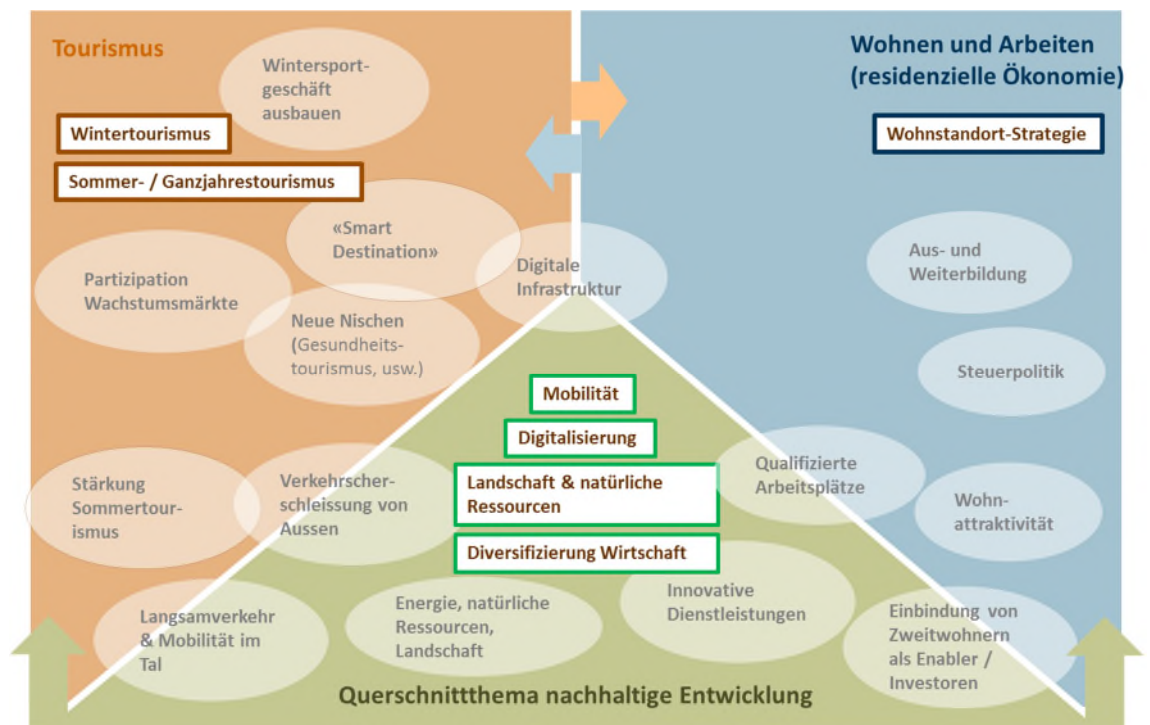 Tourismus
Wohnen und Arbeiten
(residenzielle Ökonomie)
Wintersport-
geschäft
ausbauen
Wintertourismus
Wohnstandort-Strategie
Sommer- / Ganzjahrestourismus
«Smart
Destination»
Partizipation
Wachstumsmärkte
Digitale
Infrastruktur
Aus- und
Weiterbildung
Neue Nischen
(Gesundheits-
tourismus, usw.)
Steuerpolitik
Mobilität
Digitalisierung
Landschaft & natürliche
Ressourcen
Diversifizierung Wirtschaft
Stärkung
Sommertour-
ismus
Verkehrscher-
schleissung von
Aussen
Qualifizierte
Arbeitsplätze
Wohn-
attraktivität
Langsamverkehr
& Mobilität im
Tal
Energie, natürliche
Ressourcen,
Landschaft
Innovative
Dienstleistungen
Einbindung von
Zweitwohnern
als Enabler /
Investoren
Querschnittthema nachhaltige Entwicklung